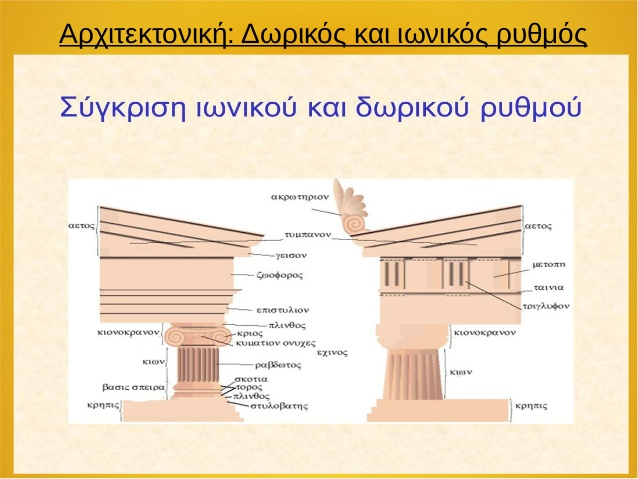 Αρχιτεκτονική: Δωρικός και ιωνικός ρυθμός
Σύγκριση ιωνικού και δωρικού ρυθμού
ακρωτηριον
αετος
τυμπανον
αετος
γεισον
μετοπη
ζωοφορος
ταινια
τριγλυφον
επιστυλιον
πλινθος
κιονοκρανον
κριος
κιονοκρανον
κυματιον ονυχες
εχινος
κιων
ραβδωτος
κιων
σκοτια
βασις σπειρα
τορος
πλινθος
κρηπις
στυλοβατης
κρηπις